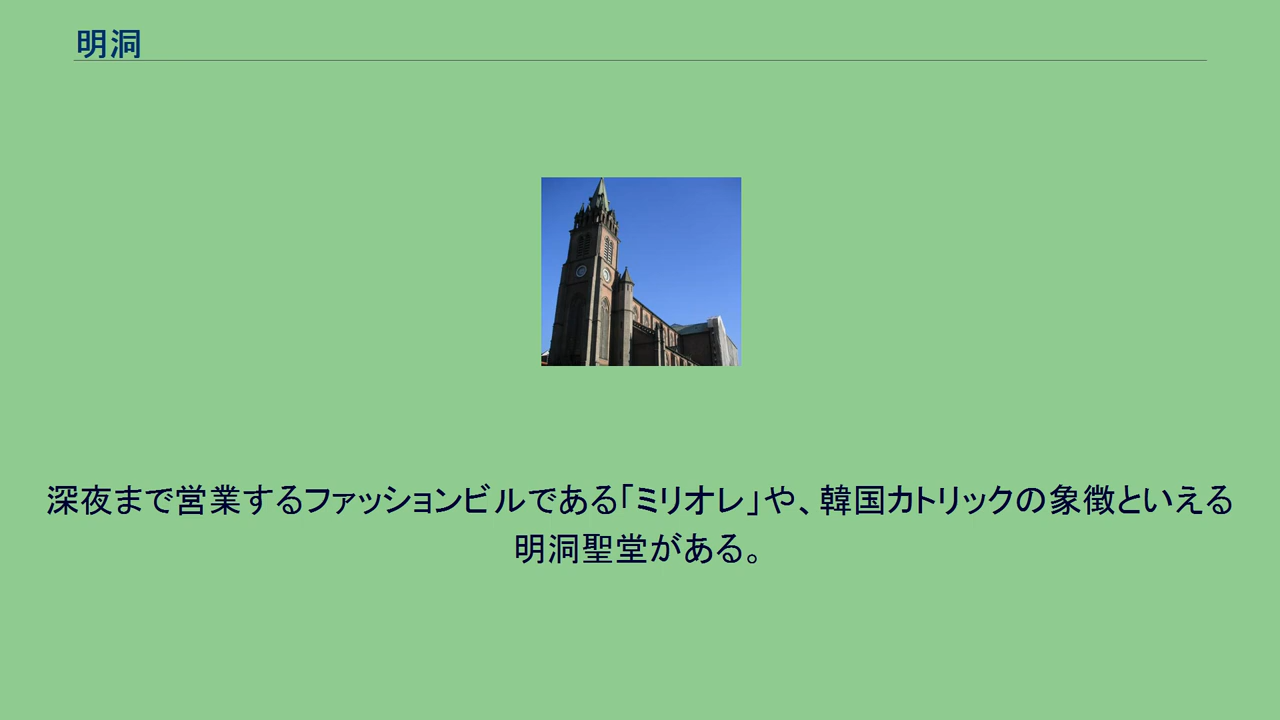 明洞
深夜まで営業するファッションビルである「ミリオレ」や、韓国カトリックの象徴といえる
明洞聖堂がある。